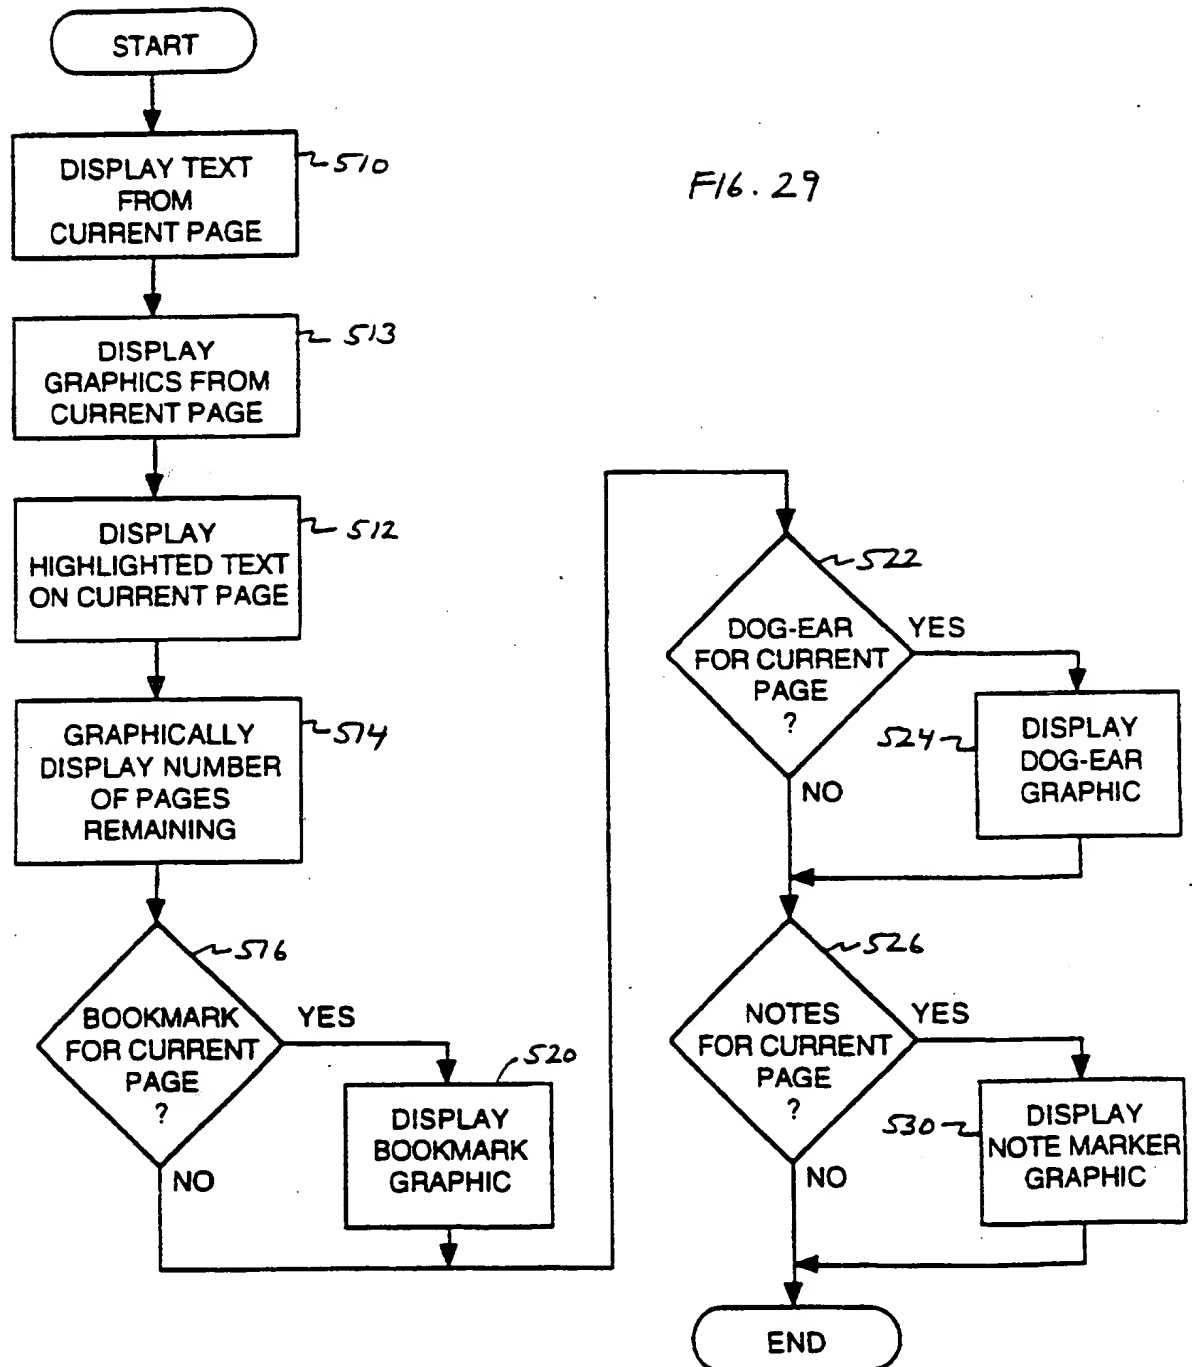 START
DISPLAY TEXT
FROM
CURRENT PAGE
510
FIG. 29
DISPLAY
GRAPHICS FROM
CURRENT PAGE
513
DISPLAY
HIGHLIGHTED TEXT
ON CURRENT PAGE
512
GRAPHICALLY
DISPLAY NUMBER
OF PAGES
REMAINING
514
BOOKMARK
FOR CURRENT
PAGE
?
516
YES
NO
DISPLAY
BOOKMARK
GRAPHIC
520
DOG-EAR
FOR CURRENT
PAGE
?
522
YES
NO
DISPLAY
DOG-EAR
GRAPHIC
524
NOTES
FOR CURRENT
PAGE
?
526
YES
NO
DISPLAY
NOTE MARKER
GRAPHIC
530
END